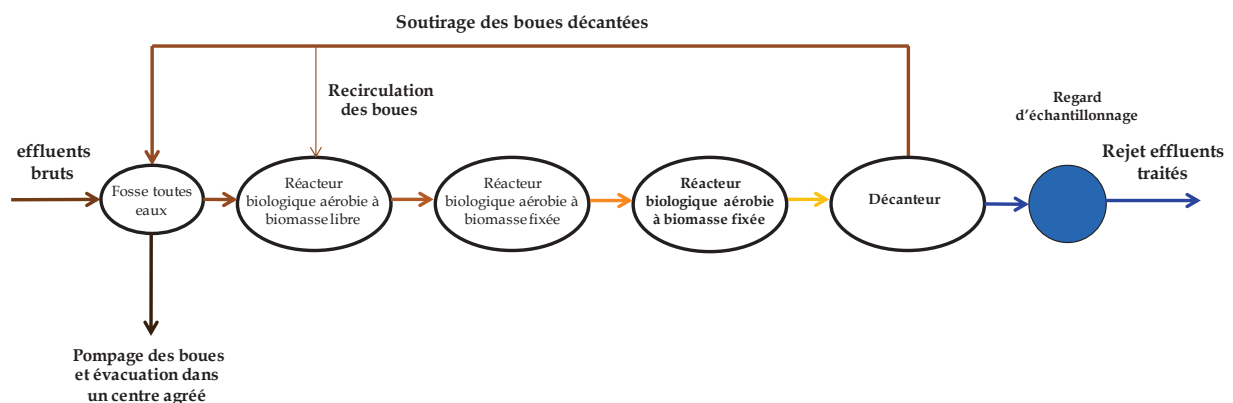 Soutirage des boues décantées
Recirculation
des boues
Regard
d'échantillonnage
effluents
bruts
Rejet effluents
traités
Fosse toutes
eaux
Réacteur
biologique aérobie à
biomasse libre
Réacteur
biologique aérobie à
biomasse fixée
Réacteur
biologique aérobie
à biomasse fixée
Décanteur
Pompage des boues
et évacuation dans
un centre agréé